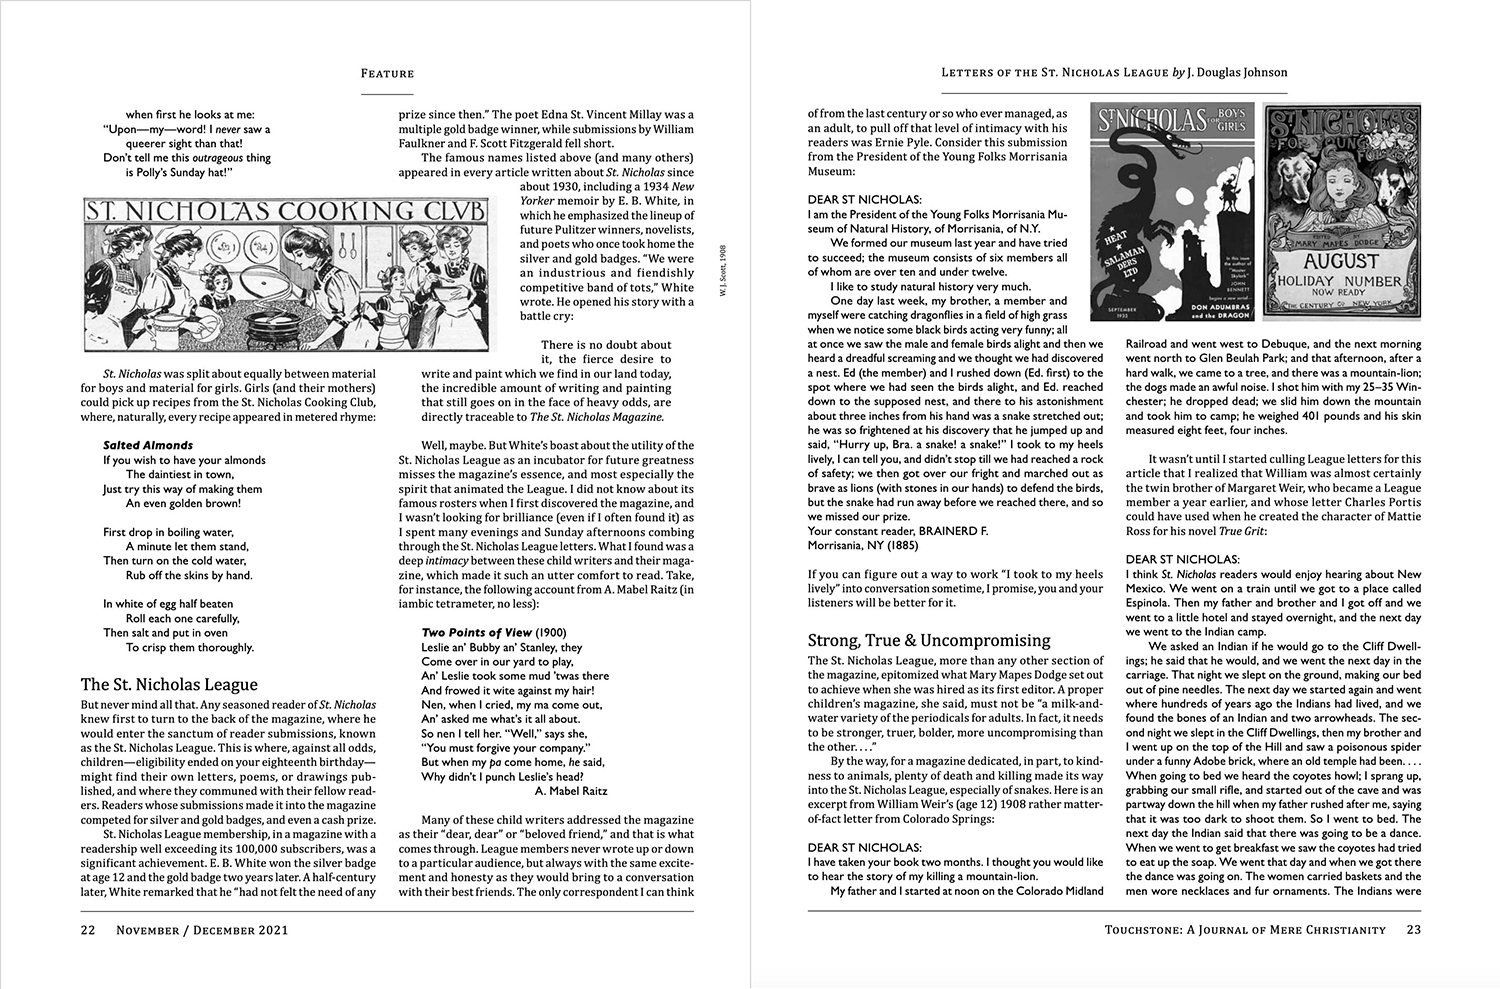 Feature
when first he looks at me:
“Upon—my—word! I never saw a
queerer sight than that!
Don’t tell me this outrageous thing
is Polly’s Sunday hat!”
ST. NICHOLAS COOKING CLVB
St. Nicholas was split about equally between material
for boys and material for girls. Girls (and their mothers)
could pick up recipes from the St. Nicholas Cooking Club,
where, naturally, every recipe appeared in metered rhyme:
Salted Almonds
If you wish to have your almonds
The daintiest in town,
Just try this way of making them
An even golden brown!
First drop in boiling water,
A minute let them stand,
Then turn on the cold water,
Rub off the skins by hand.
In white of egg half beaten
Roll each one carefully,
Then salt and put in oven
To crisp them thoroughly.
The St. Nicholas League
But never mind all that. Any seasoned reader of St. Nicholas
knew first to turn to the back of the magazine, where he
would enter the sanctum of reader submissions, known
as the St. Nicholas League. This is where, against all odds,
children—eligibility ended on your eighteenth birthday—
might find their own letters, poems, or drawings pub-
lished, and where they communed with their fellow read-
ers. Readers whose submissions made it into the magazine
competed for silver and gold badges, and even a cash prize.
St. Nicholas League membership, in a magazine with a
readership well exceeding its 100,000 subscribers, was a
significant achievement. E. B. White won the silver badge
at age 12 and the gold badge two years later. A half-century
later, White remarked that he “had not felt the need of any
prize since then.” The poet Edna St. Vincent Millay was a
multiple gold badge winner, while submissions by William
Faulkner and F. Scott Fitzgerald fell short.
The famous names listed above (and many others)
appeared in every article written about St. Nicholas since
about 1930, including a 1934 New
Yorker memoir by E. B. White, in
which he emphasized the lineup of
future Pulitzer winners, novelists,
and poets who once took home the
silver and gold badges. “We were
an industrious and fiendishly
competitive band of tots,” White
wrote. He opened his story with a
battle cry:
W. J. Scott, 1908
There is no doubt about
it, the fierce desire to
write and paint which we find in our land today,
the incredible amount of writing and painting
that still goes on in the face of heavy odds, are
directly traceable to The St. Nicholas Magazine.
Well, maybe. But White’s boast about the utility of the
St. Nicholas League as an incubator for future greatness
misses the magazine’s essence, and most especially the
spirit that animated the League. I did not know about its
famous rosters when I first discovered the magazine, and
I wasn’t looking for brilliance (even if I often found it) as
I spent many evenings and Sunday afternoons combing
through the St. Nicholas League letters. What I found was a
deep intimacy between these child writers and their maga-
zine, which made it such an utter comfort to read. Take,
for instance, the following account from A. Mabel Raitz (in
iambic tetrameter, no less):
Two Points of View (1900)
Leslie an’ Bubby an’ Stanley, they
Come over in our yard to play,
An’ Leslie took some mud ’twas there
And frowed it wite against my hair!
Nen, when I cried, my ma come out,
An’ asked me what’s it all about.
So nen I tell her. “Well,” says she,
“You must forgive your company.”
But when my pa come home, he said,
Why didn’t I punch Leslie’s head?
A. Mabel Raitz
Many of these child writers addressed the magazine
as their “dear, dear” or “beloved friend,” and that is what
comes through. League members never wrote up or down
to a particular audience, but always with the same excite-
ment and honesty as they would bring to a conversation
with their best friends. The only correspondent I can think
22 November / December 2021
Letters of the St. Nicholas League by J. Douglas Johnson
of from the last century or so who ever managed, as
an adult, to pull off that level of intimacy with his
readers was Ernie Pyle. Consider this submission
from the President of the Young Folks Morrisania
Museum:
DEAR ST NICHOLAS:
I am the President of the Young Folks Morrisania Mu-
seum of Natural History, of Morrisania, of N.Y.
We formed our museum last year and have tried
to succeed; the museum consists of six members all
of whom are over ten and under twelve.
I like to study natural history very much.
One day last week, my brother, a member and
myself were catching dragonflies in a field of high grass
when we notice some black birds acting very funny; all
at once we saw the male and female birds alight and then we
heard a dreadful screaming and we thought we had discovered
a nest. Ed (the member) and I rushed down (Ed. first) to the
spot where we had seen the birds alight, and Ed. reached
down to the supposed nest, and there to his astonishment
about three inches from his hand was a snake stretched out;
he was so frightened at his discovery that he jumped up and
said, “Hurry up, Bra. a snake! a snake!” I took to my heels
lively, I can tell you, and didn’t stop till we had reached a rock
of safety; we then got over our fright and marched out as
brave as lions (with stones in our hands) to defend the birds,
but the snake had run away before we reached there, and so
we missed our prize.
Your constant reader, BRAINERD F.
Morrisania, NY (1885)
If you can figure out a way to work “I took to my heels
lively” into conversation sometime, I promise, you and your
listeners will be better for it.
Strong, True & Uncompromising
The St. Nicholas League, more than any other section of
the magazine, epitomized what Mary Mapes Dodge set out
to achieve when she was hired as its first editor. A proper
children’s magazine, she said, must not be “a milk-and-
water variety of the periodicals for adults. In fact, it needs
to be stronger, truer, bolder, more uncompromising than
the other. . . .”
By the way, for a magazine dedicated, in part, to kind-
ness to animals, plenty of death and killing made its way
into the St. Nicholas League, especially of snakes. Here is an
excerpt from William Weir’s (age 12) 1908 rather matter-
of-fact letter from Colorado Springs:
DEAR ST NICHOLAS:
I have taken your book two months. I thought you would like
to hear the story of my killing a mountain-lion.
My father and I started at noon on the Colorado Midland
ST NICHOLAS FOR BOYS GIRLS
HEAT
SALAMAN
DERS
LTD
In this issue
the author of
"Master
Skylark"
JOHN
BENNETT
begins a new serial—
DON ADUMBRAS
and the DRAGON
SEPTEMBER
1933
ST NICHOLAS
FOR YOUNG FOLKS
EDITED BY
MARY MAPES DODGE
AUGUST
HOLIDAY NUMBER
NOW READY
THE CENTURY CO NEW YORK
Railroad and went west to Debuque, and the next morning
went north to Glen Beulah Park; and that afternoon, after a
hard walk, we came to a tree, and there was a mountain-lion;
the dogs made an awful noise. I shot him with my 25–35 Win-
chester; he dropped dead; we slid him down the mountain
and took him to camp; he weighed 401 pounds and his skin
measured eight feet, four inches.
It wasn’t until I started culling League letters for this
article that I realized that William was almost certainly
the twin brother of Margaret Weir, who became a League
member a year earlier, and whose letter Charles Portis
could have used when he created the character of Mattie
Ross for his novel True Grit:
DEAR ST NICHOLAS:
I think St. Nicholas readers would enjoy hearing about New
Mexico. We went on a train until we got to a place called
Espinola. Then my father and brother and I got off and we
went to a little hotel and stayed overnight, and the next day
we went to the Indian camp.
We asked an Indian if he would go to the Cliff Dwell-
ings; he said that he would, and we went the next day in the
carriage. That night we slept on the ground, making our bed
out of pine needles. The next day we started again and went
where hundreds of years ago the Indians had lived, and we
found the bones of an Indian and two arrowheads. The sec-
ond night we slept in the Cliff Dwellings, then my brother and
I went up on the top of the Hill and saw a poisonous spider
under a funny Adobe brick, where an old temple had been. . . .
When going to bed we heard the coyotes howl; I sprang up,
grabbing our small rifle, and started out of the cave and was
partway down the hill when my father rushed after me, saying
that it was too dark to shoot them. So I went to bed. The
next day the Indian said that there was going to be a dance.
When we went to get breakfast we saw the coyotes had tried
to eat up the soap. We went that day and when we got there
the dance was going on. The women carried baskets and the
men wore necklaces and fur ornaments. The Indians were
Touchstone: A Journal of Mere Christianity 23